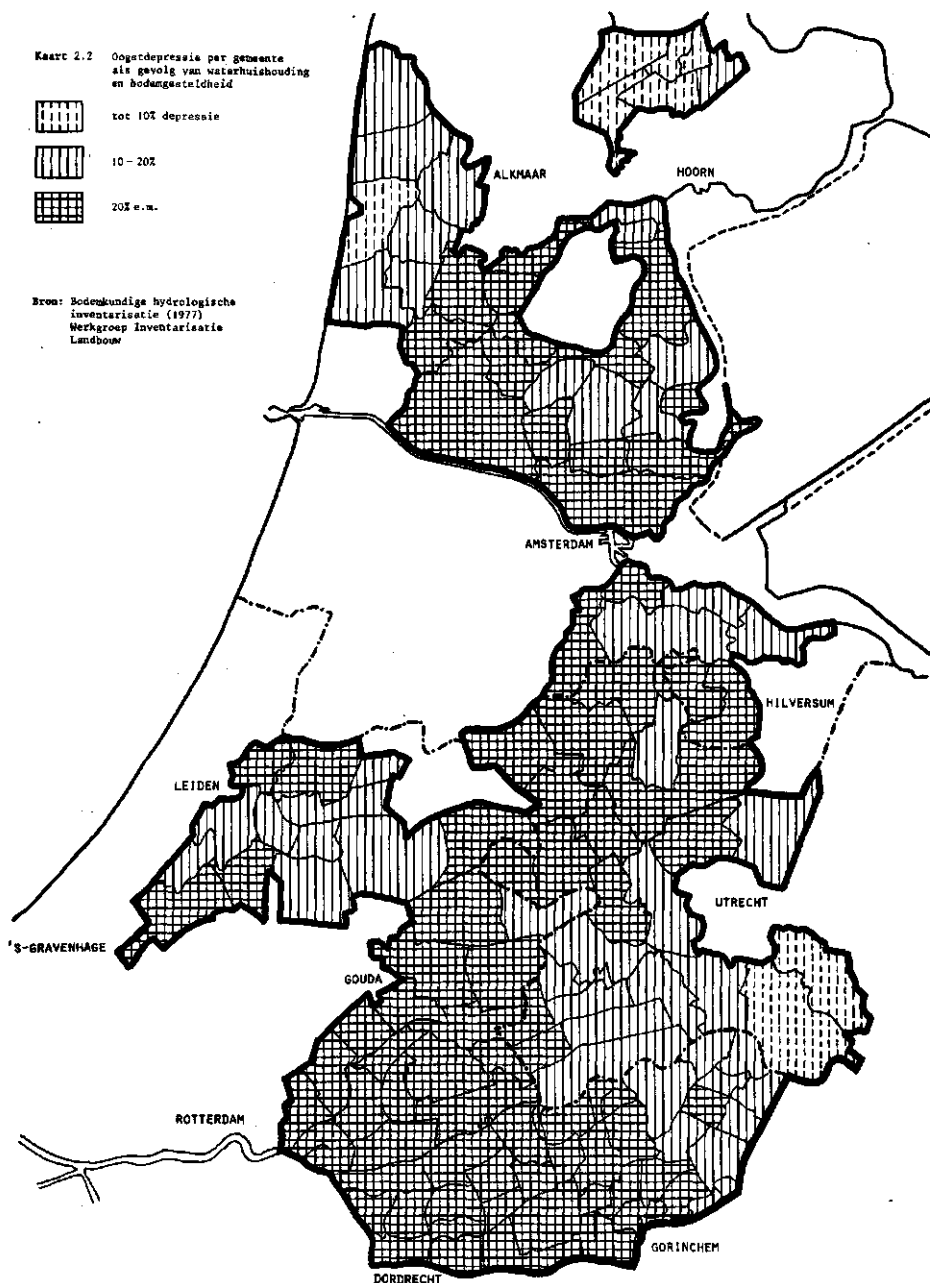 Kaart 2.2 Oogstdepressie per gemeente
als gevolg van waterhuishouding
en bodemgesteldheid
tot 10% depressie
10 - 20%
20% e.m.
Bron: Bodemkundige hydrologische
inventarisatie (1977)
Werkgroep Inventarisatie
Landbouw
ALKMAAR
HOORN
AMSTERDAM
HILVERSUM
LEIDEN
UTRECHT
'S-GRAVENHAGE
GOUDA
ROTTERDAM
GORINCHEM
DORDRECHT